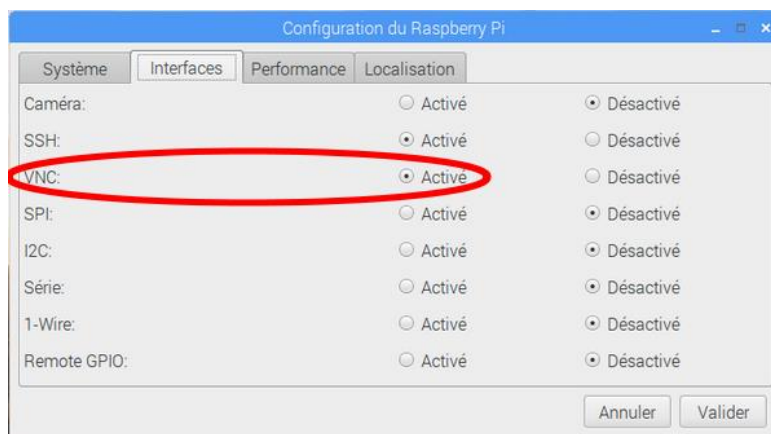 Configuration du Raspberry Pi
Système Interfaces Performance Localisation
Caméra: Activé Désactivé
SSH: Activé Désactivé
VNC: Activé Désactivé
SPI: Activé Désactivé
I2C: Activé Désactivé
Série: Activé Désactivé
1-Wire: Activé Désactivé
Remote GPIO: Activé Désactivé
Annuler Valider